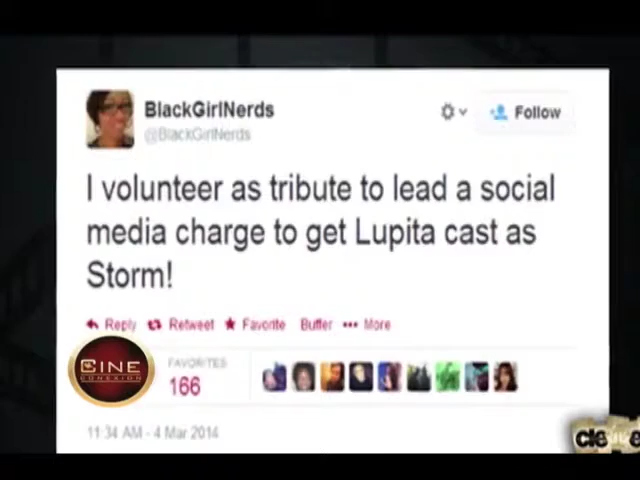 BlackGirlNerds
@BlackGirlNerds
Follow
I volunteer as tribute to lead a social
media charge to get Lupita cast as
Storm!
Reply Retweet Favorite Buffer More
CINE
CONEXION
FAVORITES
166
11:34 AM - 4 Mar 2014